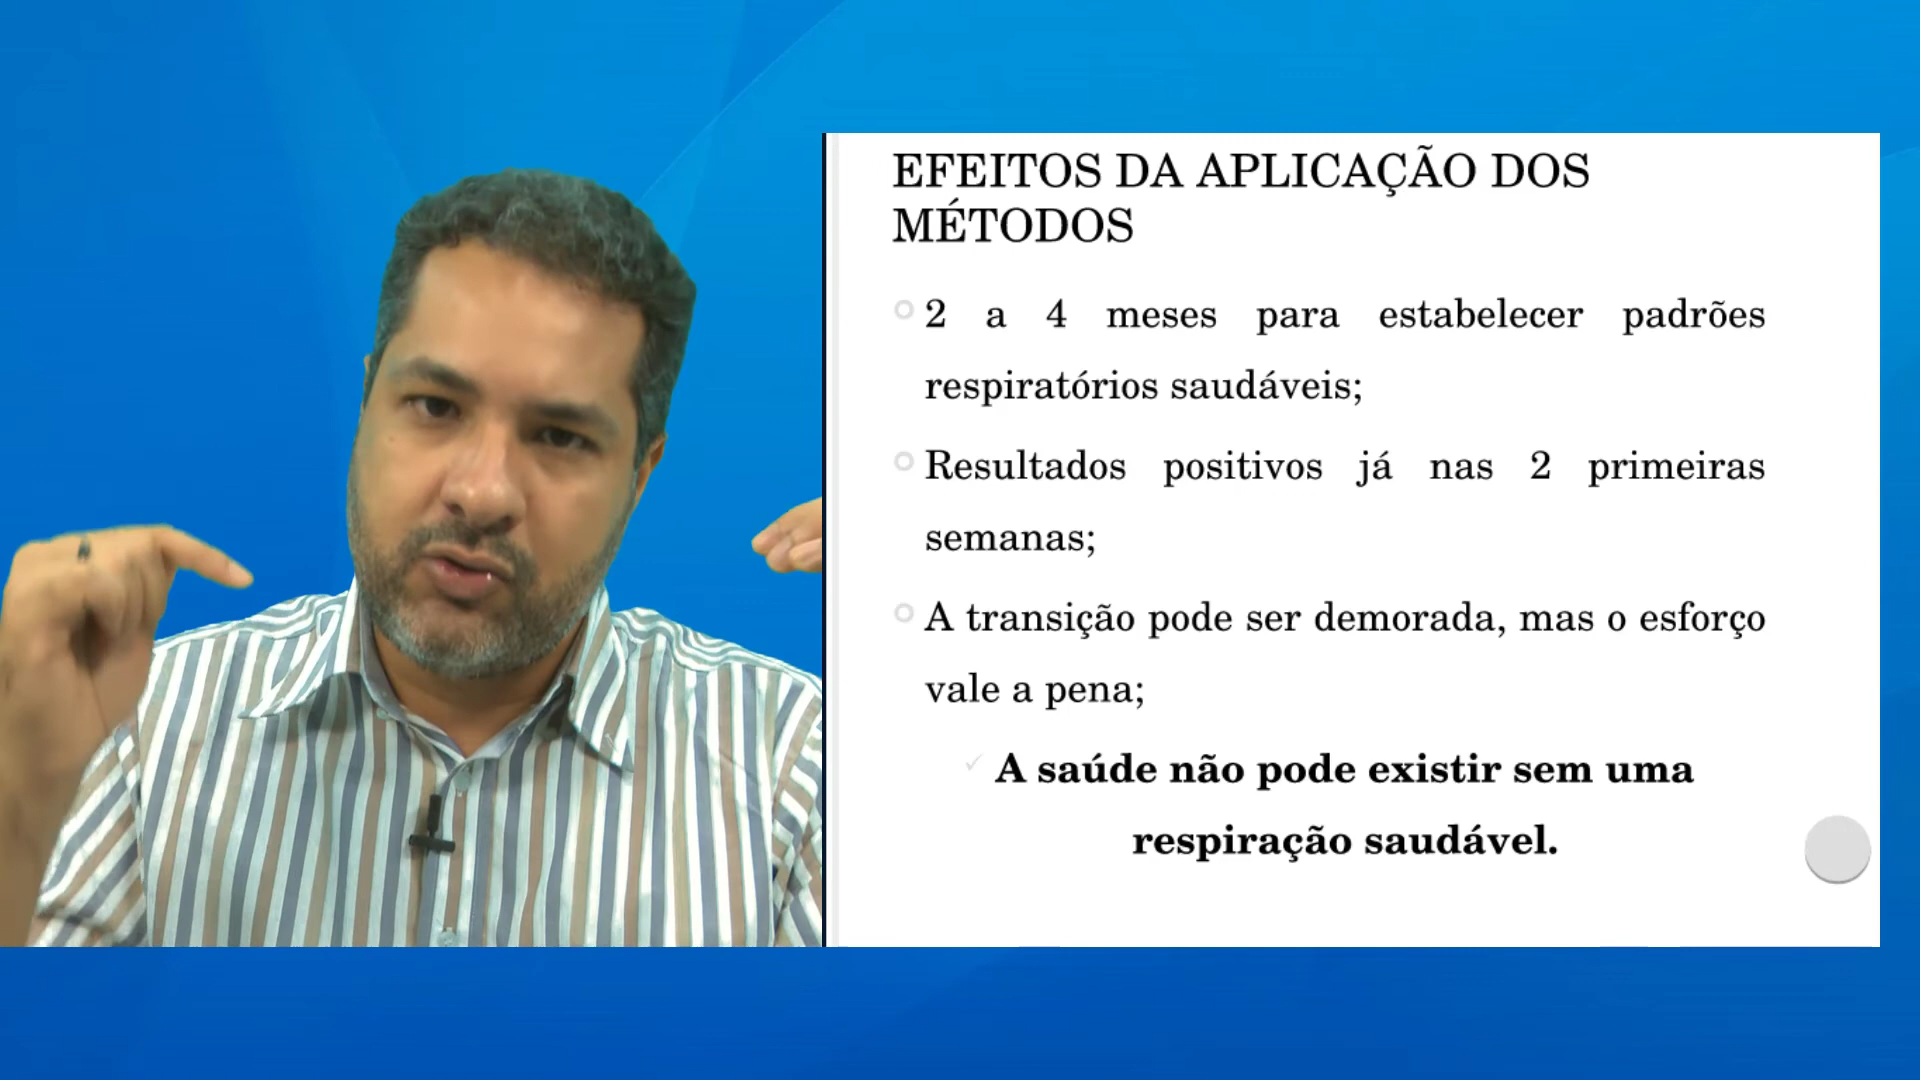 EFEITOS DA APLICAÇÃO DOS
MÉTODOS
2 a 4 meses para estabelecer padrões
respiratórios saudáveis;
Resultados positivos já nas 2 primeiras
semanas;
A transição pode ser demorada, mas o esforço
vale a pena;
A saúde não pode existir sem uma
respiração saudável.